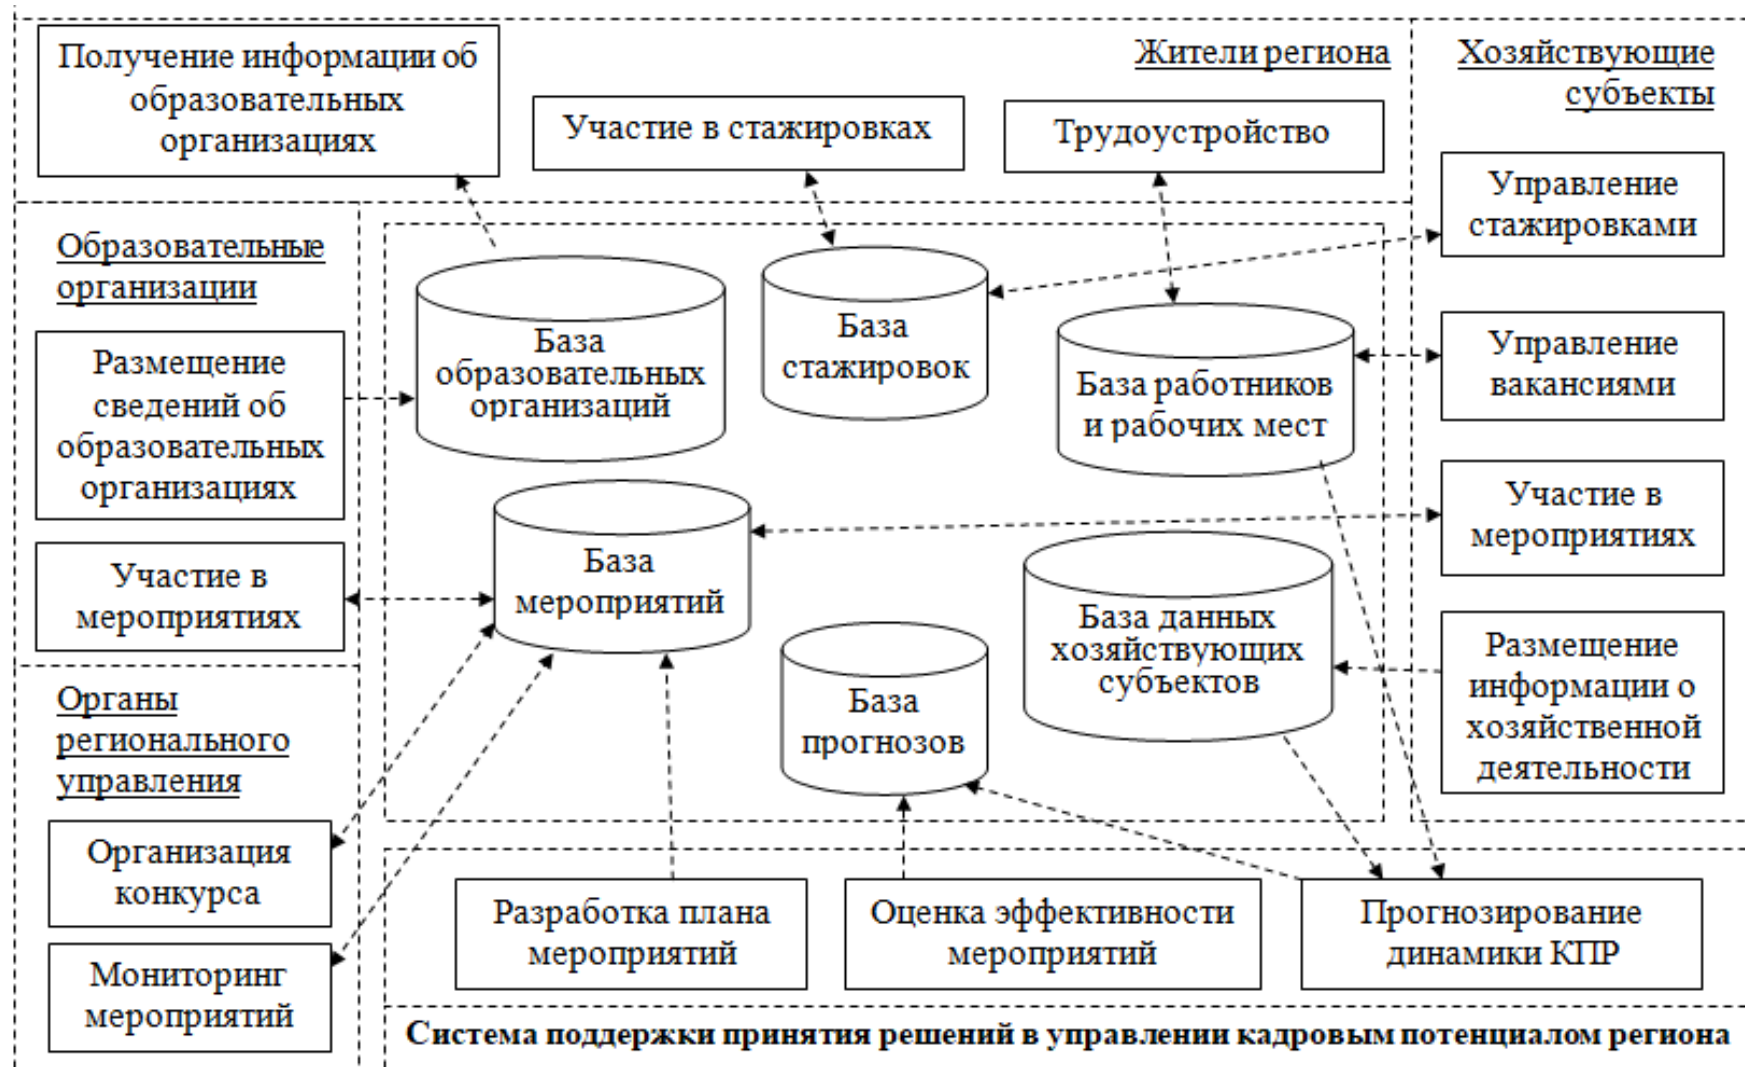 Получение информации об
образовательных
организациях
Участие в стажировках
Трудоустройство
Жители региона
Хозяйствующие
субъекты
Управление
стажировками
Управление
вакансиями
Участие в
мероприятиях
Размещение
информации о
хозяйственной
деятельности
Образовательные
организации
Размещение
сведений об
образовательных
организациях
Участие в
мероприятиях
База
образовательных
организаций
База
стажировок
База работников
и рабочих мест
База
мероприятий
База данных
хозяйствующих
субъектов
База
прогнозов
Органы
регионального
управления
Организация
конкурса
Мониторинг
мероприятий
Разработка плана
мероприятий
Оценка эффективности
мероприятий
Прогнозирование
динамики КПР
Система поддержки принятия решений в управлении кадровым потенциалом региона